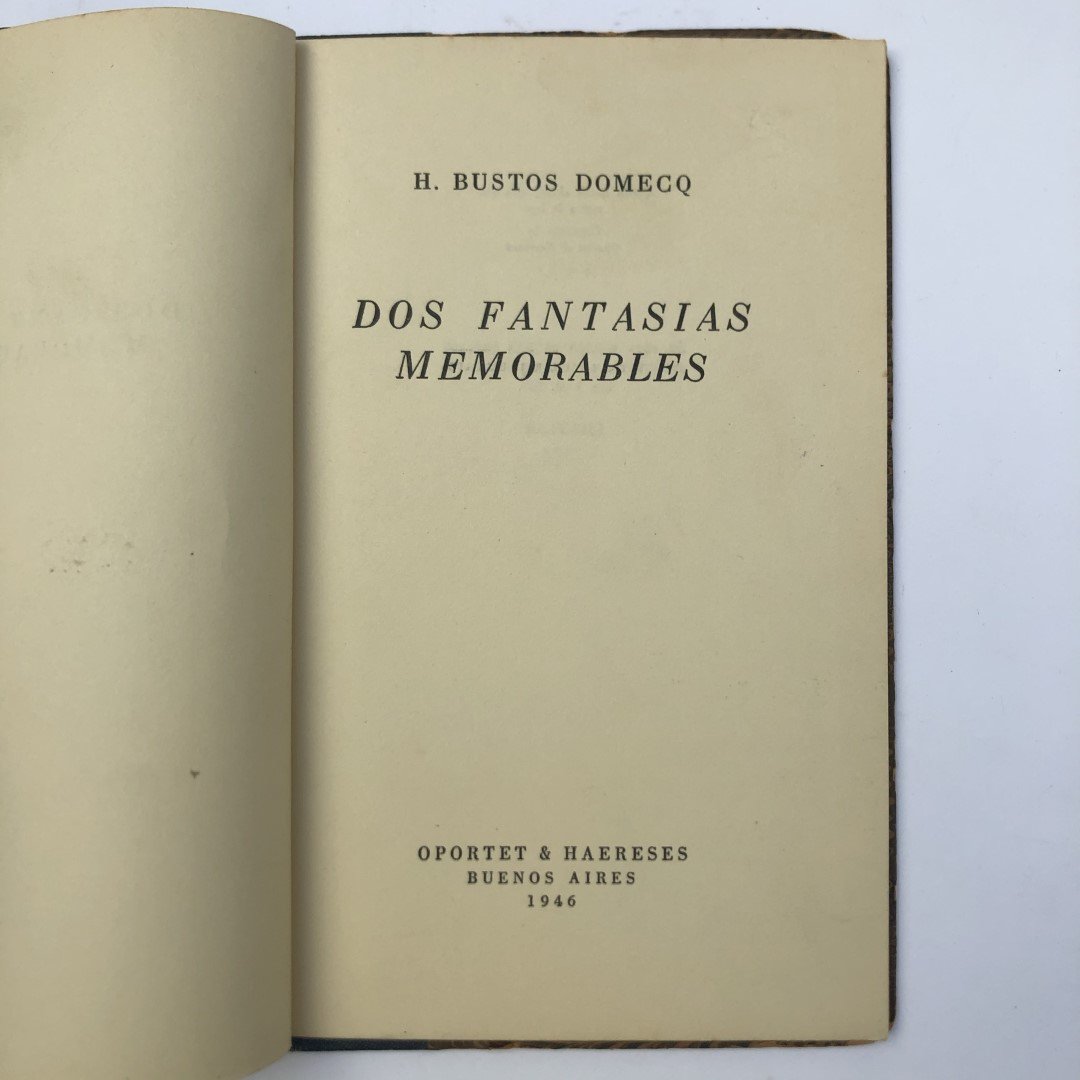 H. BUSTOS DOMECQ
DOS FANTASIAS
MEMORABLES
OPORTET & HAERESES
BUENOS AIRES
1946